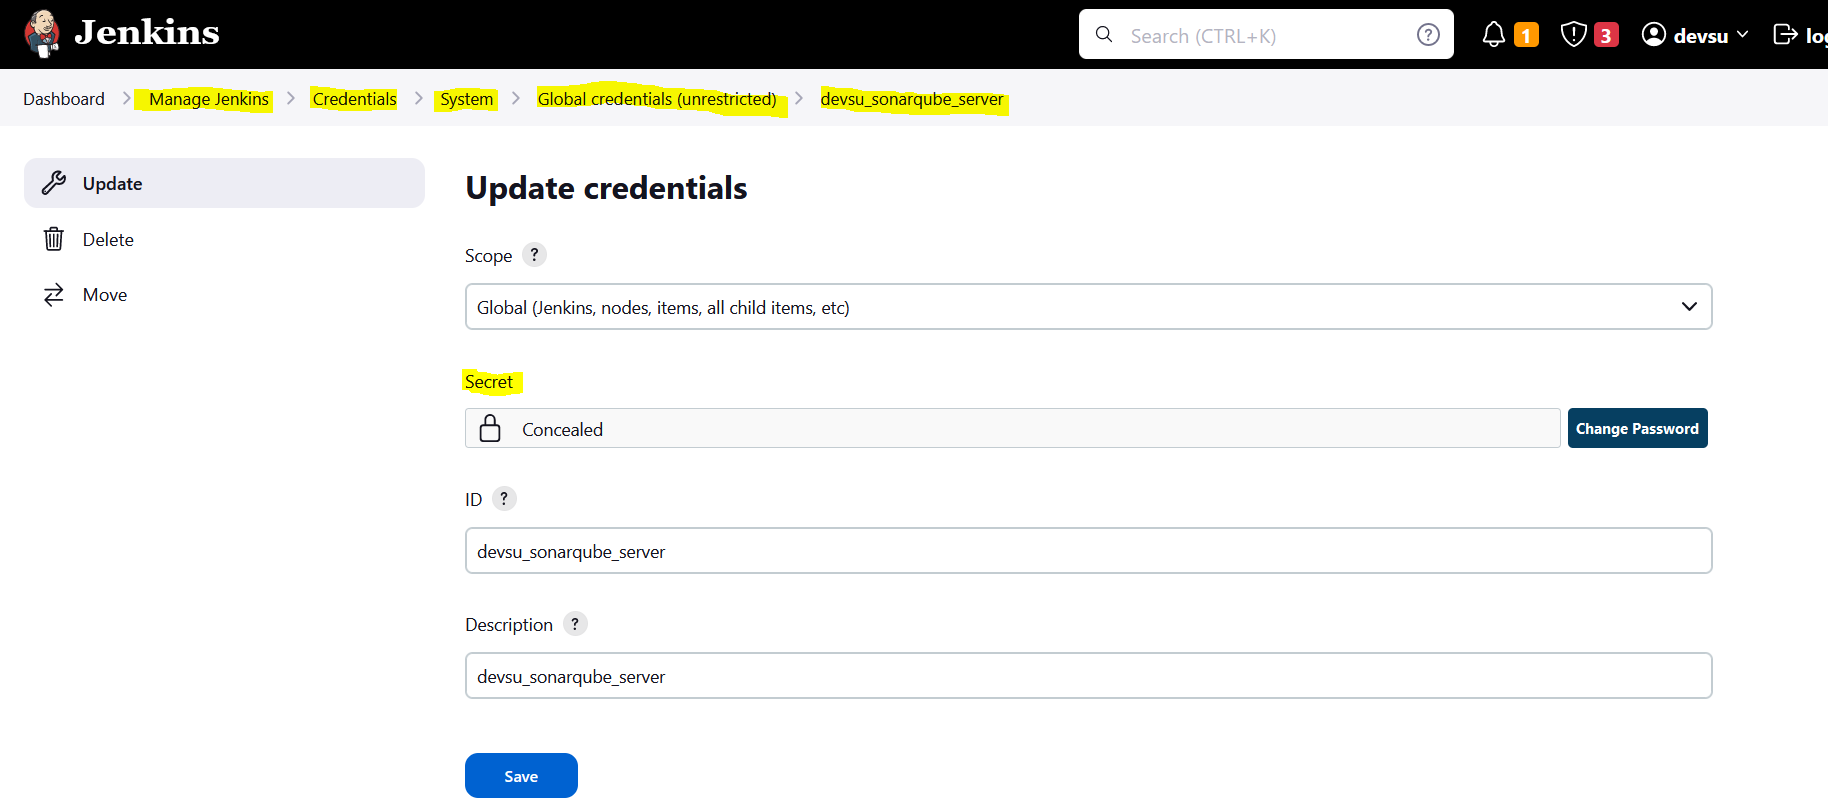 Jenkins
Search (CTRL+K) ?
1
3
devsu
log
Dashboard > Manage Jenkins > Credentials > System > Global credentials (unrestricted) > devsu_sonarqube_server
Update
Delete
Move
Update credentials
Scope ?
Global (Jenkins, nodes, items, all child items, etc)
Secret
Concealed
Change Password
ID ?
devsu_sonarqube_server
Description ?
devsu_sonarqube_server
Save